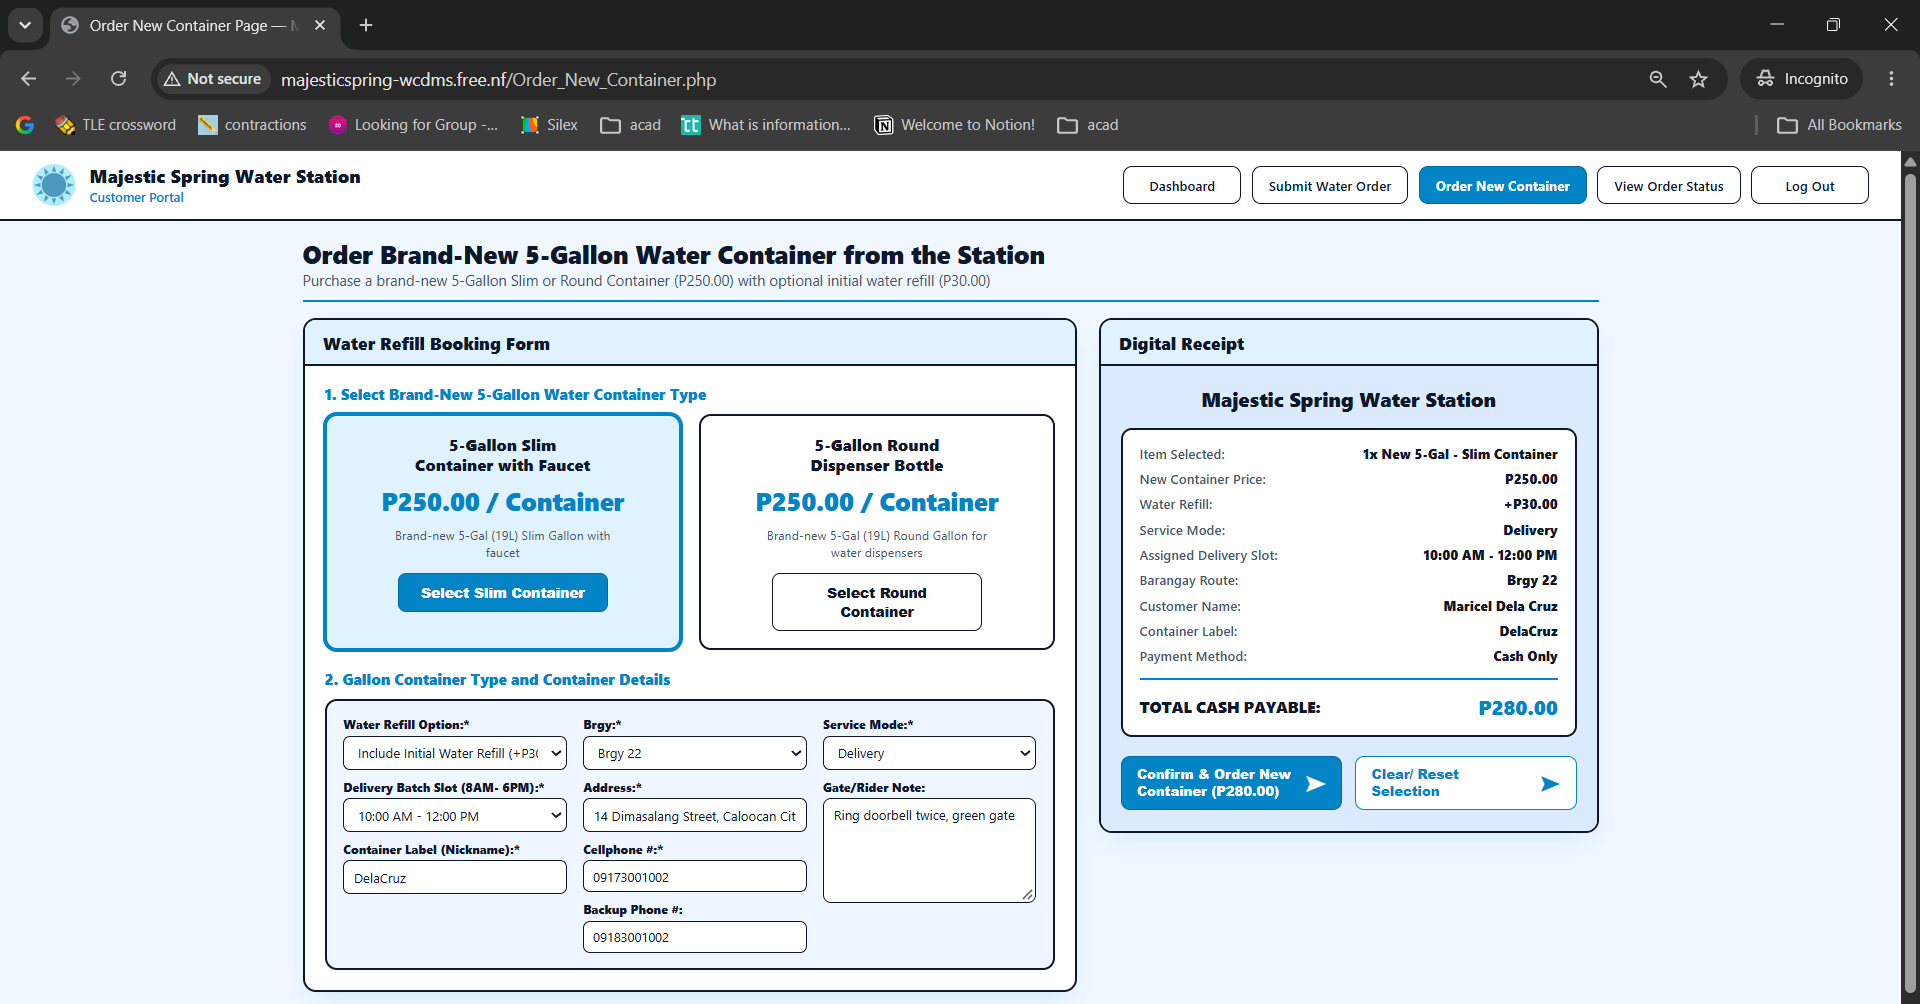 Order New Container Page — M
Not secure
majesticspring-wcdms.free.nf/Order_New_Container.php
Incognito
TLE crossword
contractions
Looking for Group -...
Silex
acad
What is information...
Welcome to Notion!
acad
All Bookmarks
Majestic Spring Water Station
Customer Portal
Dashboard
Submit Water Order
Order New Container
View Order Status
Log Out
Order Brand-New 5-Gallon Water Container from the Station
Purchase a brand-new 5-Gallon Slim or Round Container (P250.00) with optional initial water refill (P30.00)
Water Refill Booking Form
1. Select Brand-New 5-Gallon Water Container Type
5-Gallon Slim
Container with Faucet
P250.00 / Container
Brand-new 5-Gal (19L) Slim Gallon with
faucet
Select Slim Container
5-Gallon Round
Dispenser Bottle
P250.00 / Container
Brand-new 5-Gal (19L) Round Gallon for
water dispensers
Select Round
Container
2. Gallon Container Type and Container Details
Water Refill Option:*
Include Initial Water Refill (+P30
Delivery Batch Slot (8AM- 6PM):*
10:00 AM - 12:00 PM
Container Label (Nickname):*
DelaCruz
Brgy:*
Brgy 22
Address:*
14 Dimasalang Street, Caloocan Cit
Cellphone #:*
09173001002
Backup Phone #:
09183001002
Service Mode:*
Delivery
Gate/Rider Note:
Ring doorbell twice, green gate
Digital Receipt
Majestic Spring Water Station
Item Selected: 1x New 5-Gal - Slim Container
New Container Price: P250.00
Water Refill: +P30.00
Service Mode: Delivery
Assigned Delivery Slot: 10:00 AM - 12:00 PM
Barangay Route: Brgy 22
Customer Name: Maricel Dela Cruz
Container Label: DelaCruz
Payment Method: Cash Only
TOTAL CASH PAYABLE: P280.00
Confirm & Order New
Container (P280.00)
Clear/ Reset
Selection